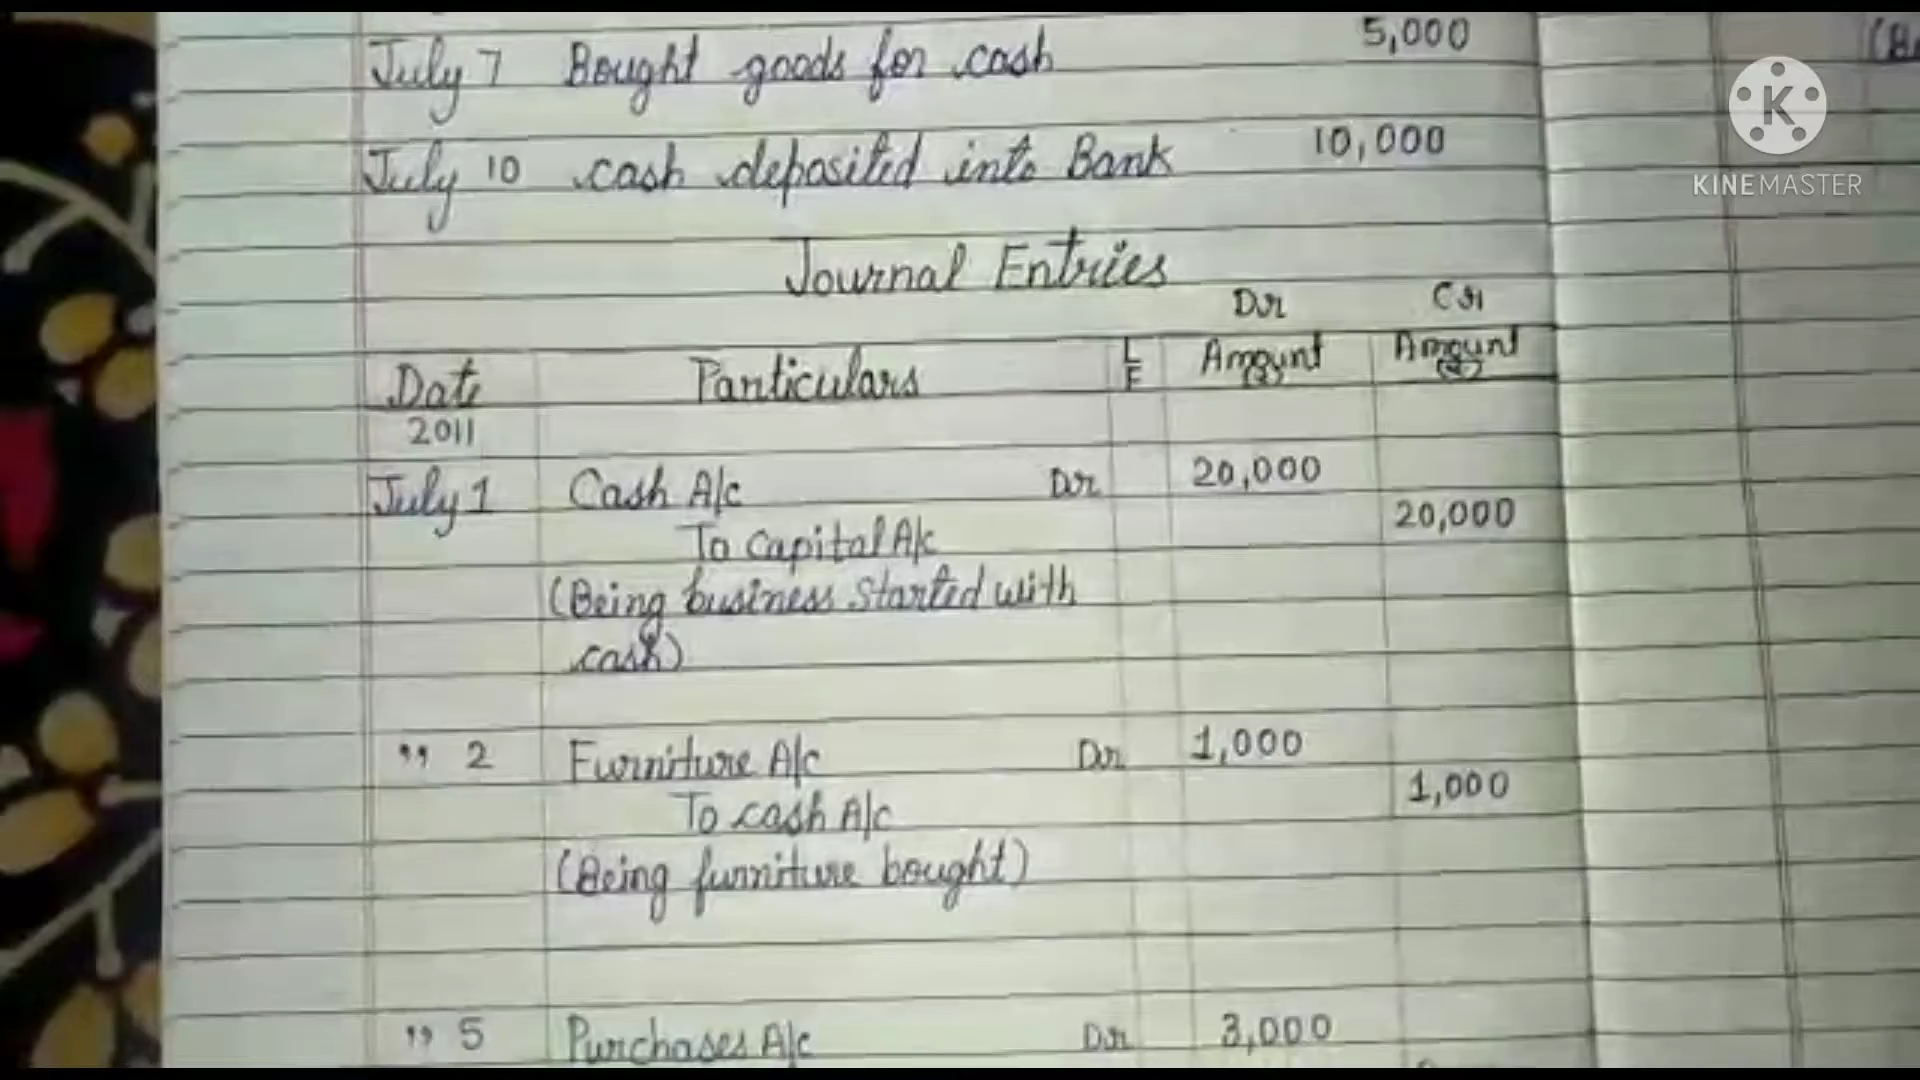 July 7 Bought goods for cash 5,000
July 10 cash deposited into Bank 10,000
K
KINEMASTER
Journal Entries
Dr Cr
Date Particulars L F Amount (₹) Amount (₹)
2011
July 1 Cash A/c Dr 20,000
To Capital A/c 20,000
(Being business started with
cash)
" 2 Furniture A/c Dr 1,000
To cash A/c 1,000
(Being furniture bought)
" 5 Purchases A/c Dr 3,000